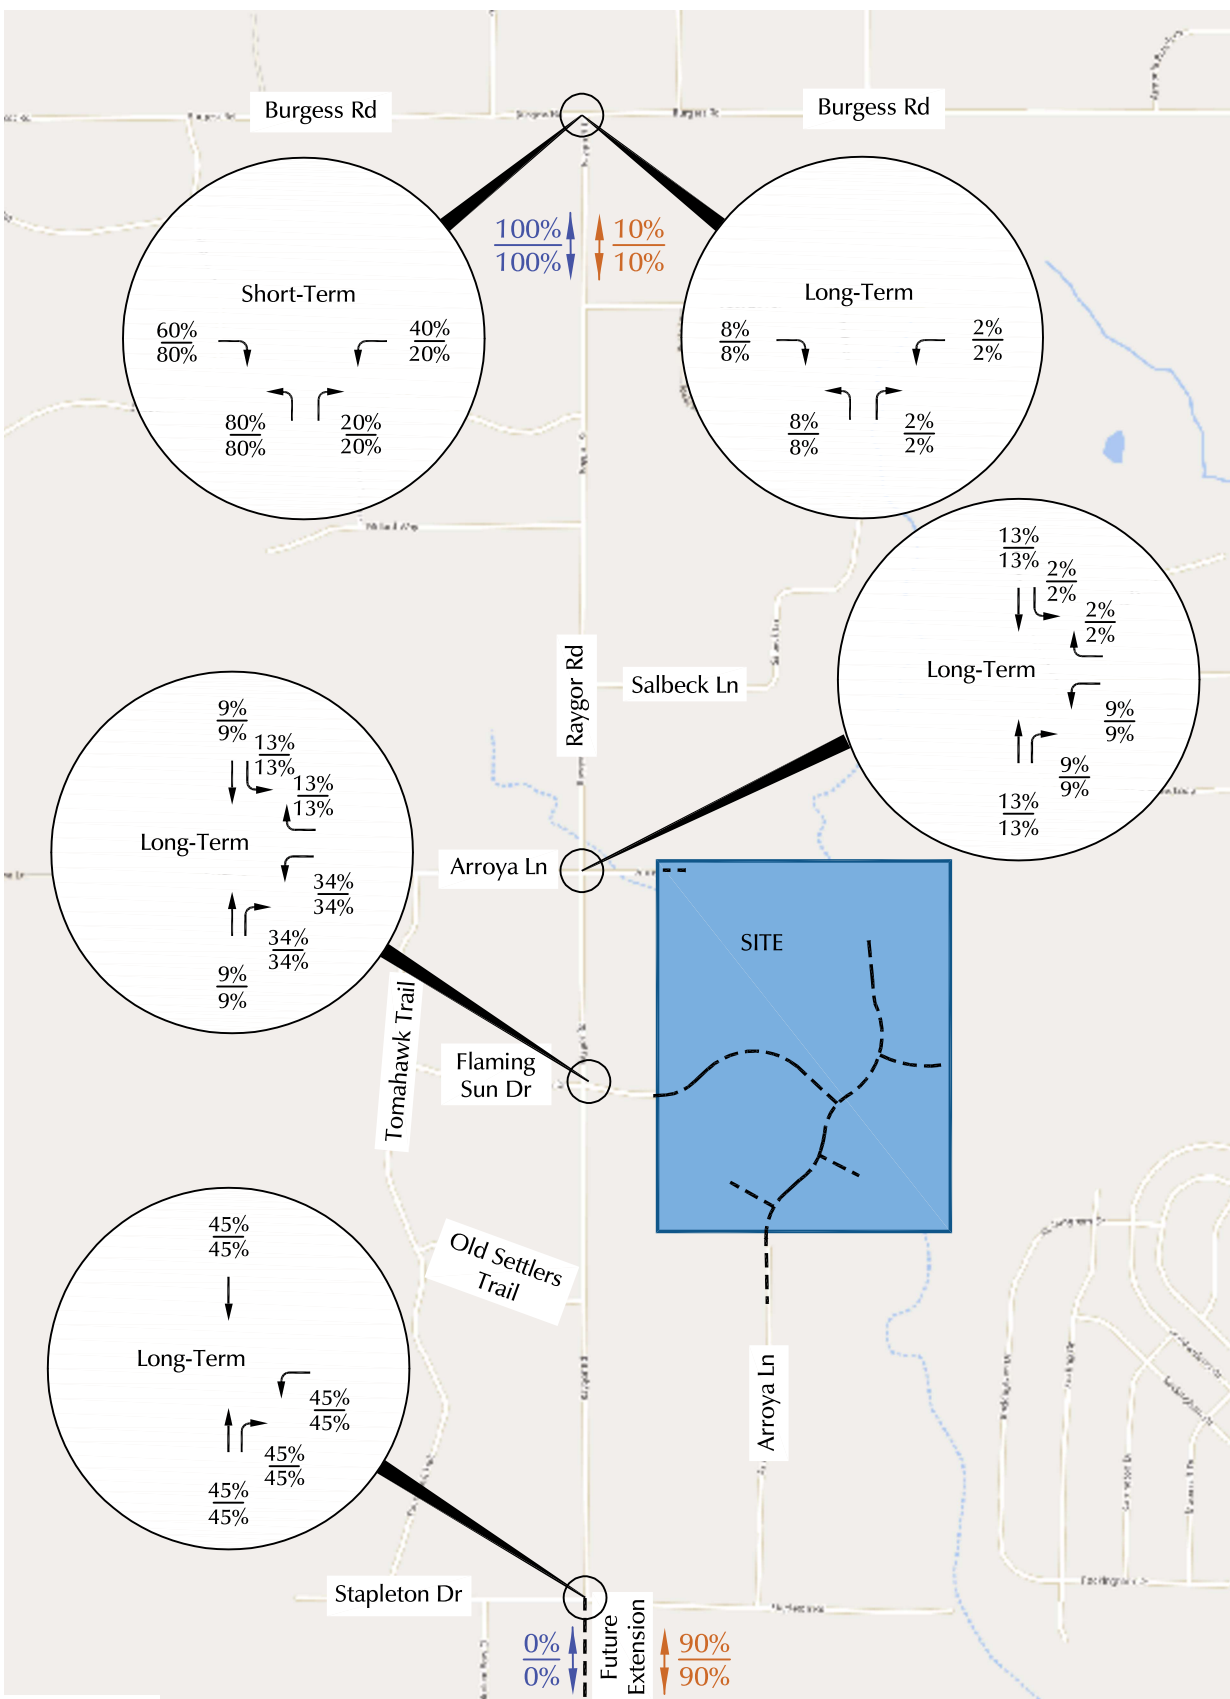 Burgess Rd
Burgess Rd
100%
100%
10%
10%
Short-Term
60%
80%
40%
20%
80%
80%
20%
20%
Long-Term
8%
8%
2%
2%
8%
8%
2%
2%
13%
13%
2%
2%
2%
2%
Long-Term
9%
9%
9%
9%
13%
13%
Raygor Rd
Salbeck Ln
9%
9%
13%
13%
13%
13%
Long-Term
34%
34%
34%
34%
9%
9%
Arroya Ln
SITE
Tomahawk Trail
Flaming
Sun Dr
45%
45%
Long-Term
45%
45%
45%
45%
45%
45%
Old Settlers
Trail
Arroya Ln
Stapleton Dr
Future
Extension
0%
0%
90%
90%